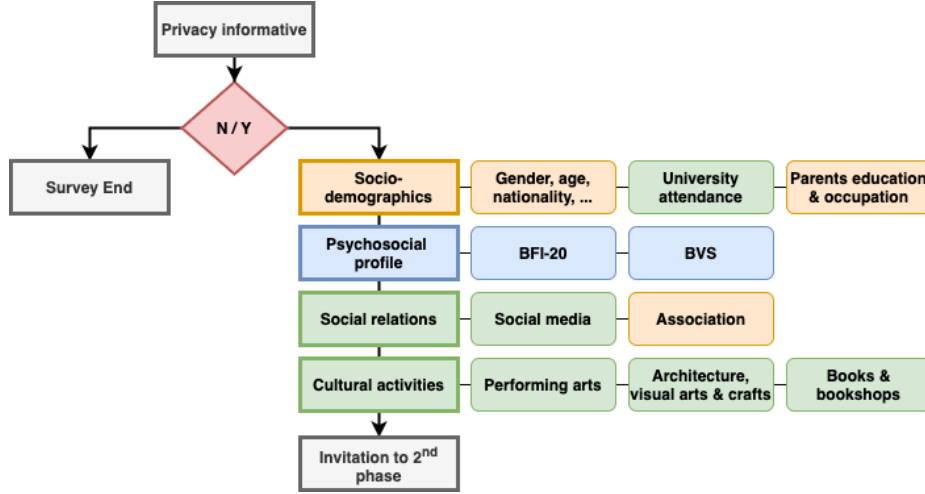 Privacy informative
N / Y
Survey End
Socio-
demographics
Gender, age,
nationality, ...
University
attendance
Parents education
& occupation
Psychosocial
profile
BFI-20
BVS
Social relations
Social media
Association
Cultural activities
Performing arts
Architecture,
visual arts & crafts
Books &
bookshops
Invitation to 2nd
phase